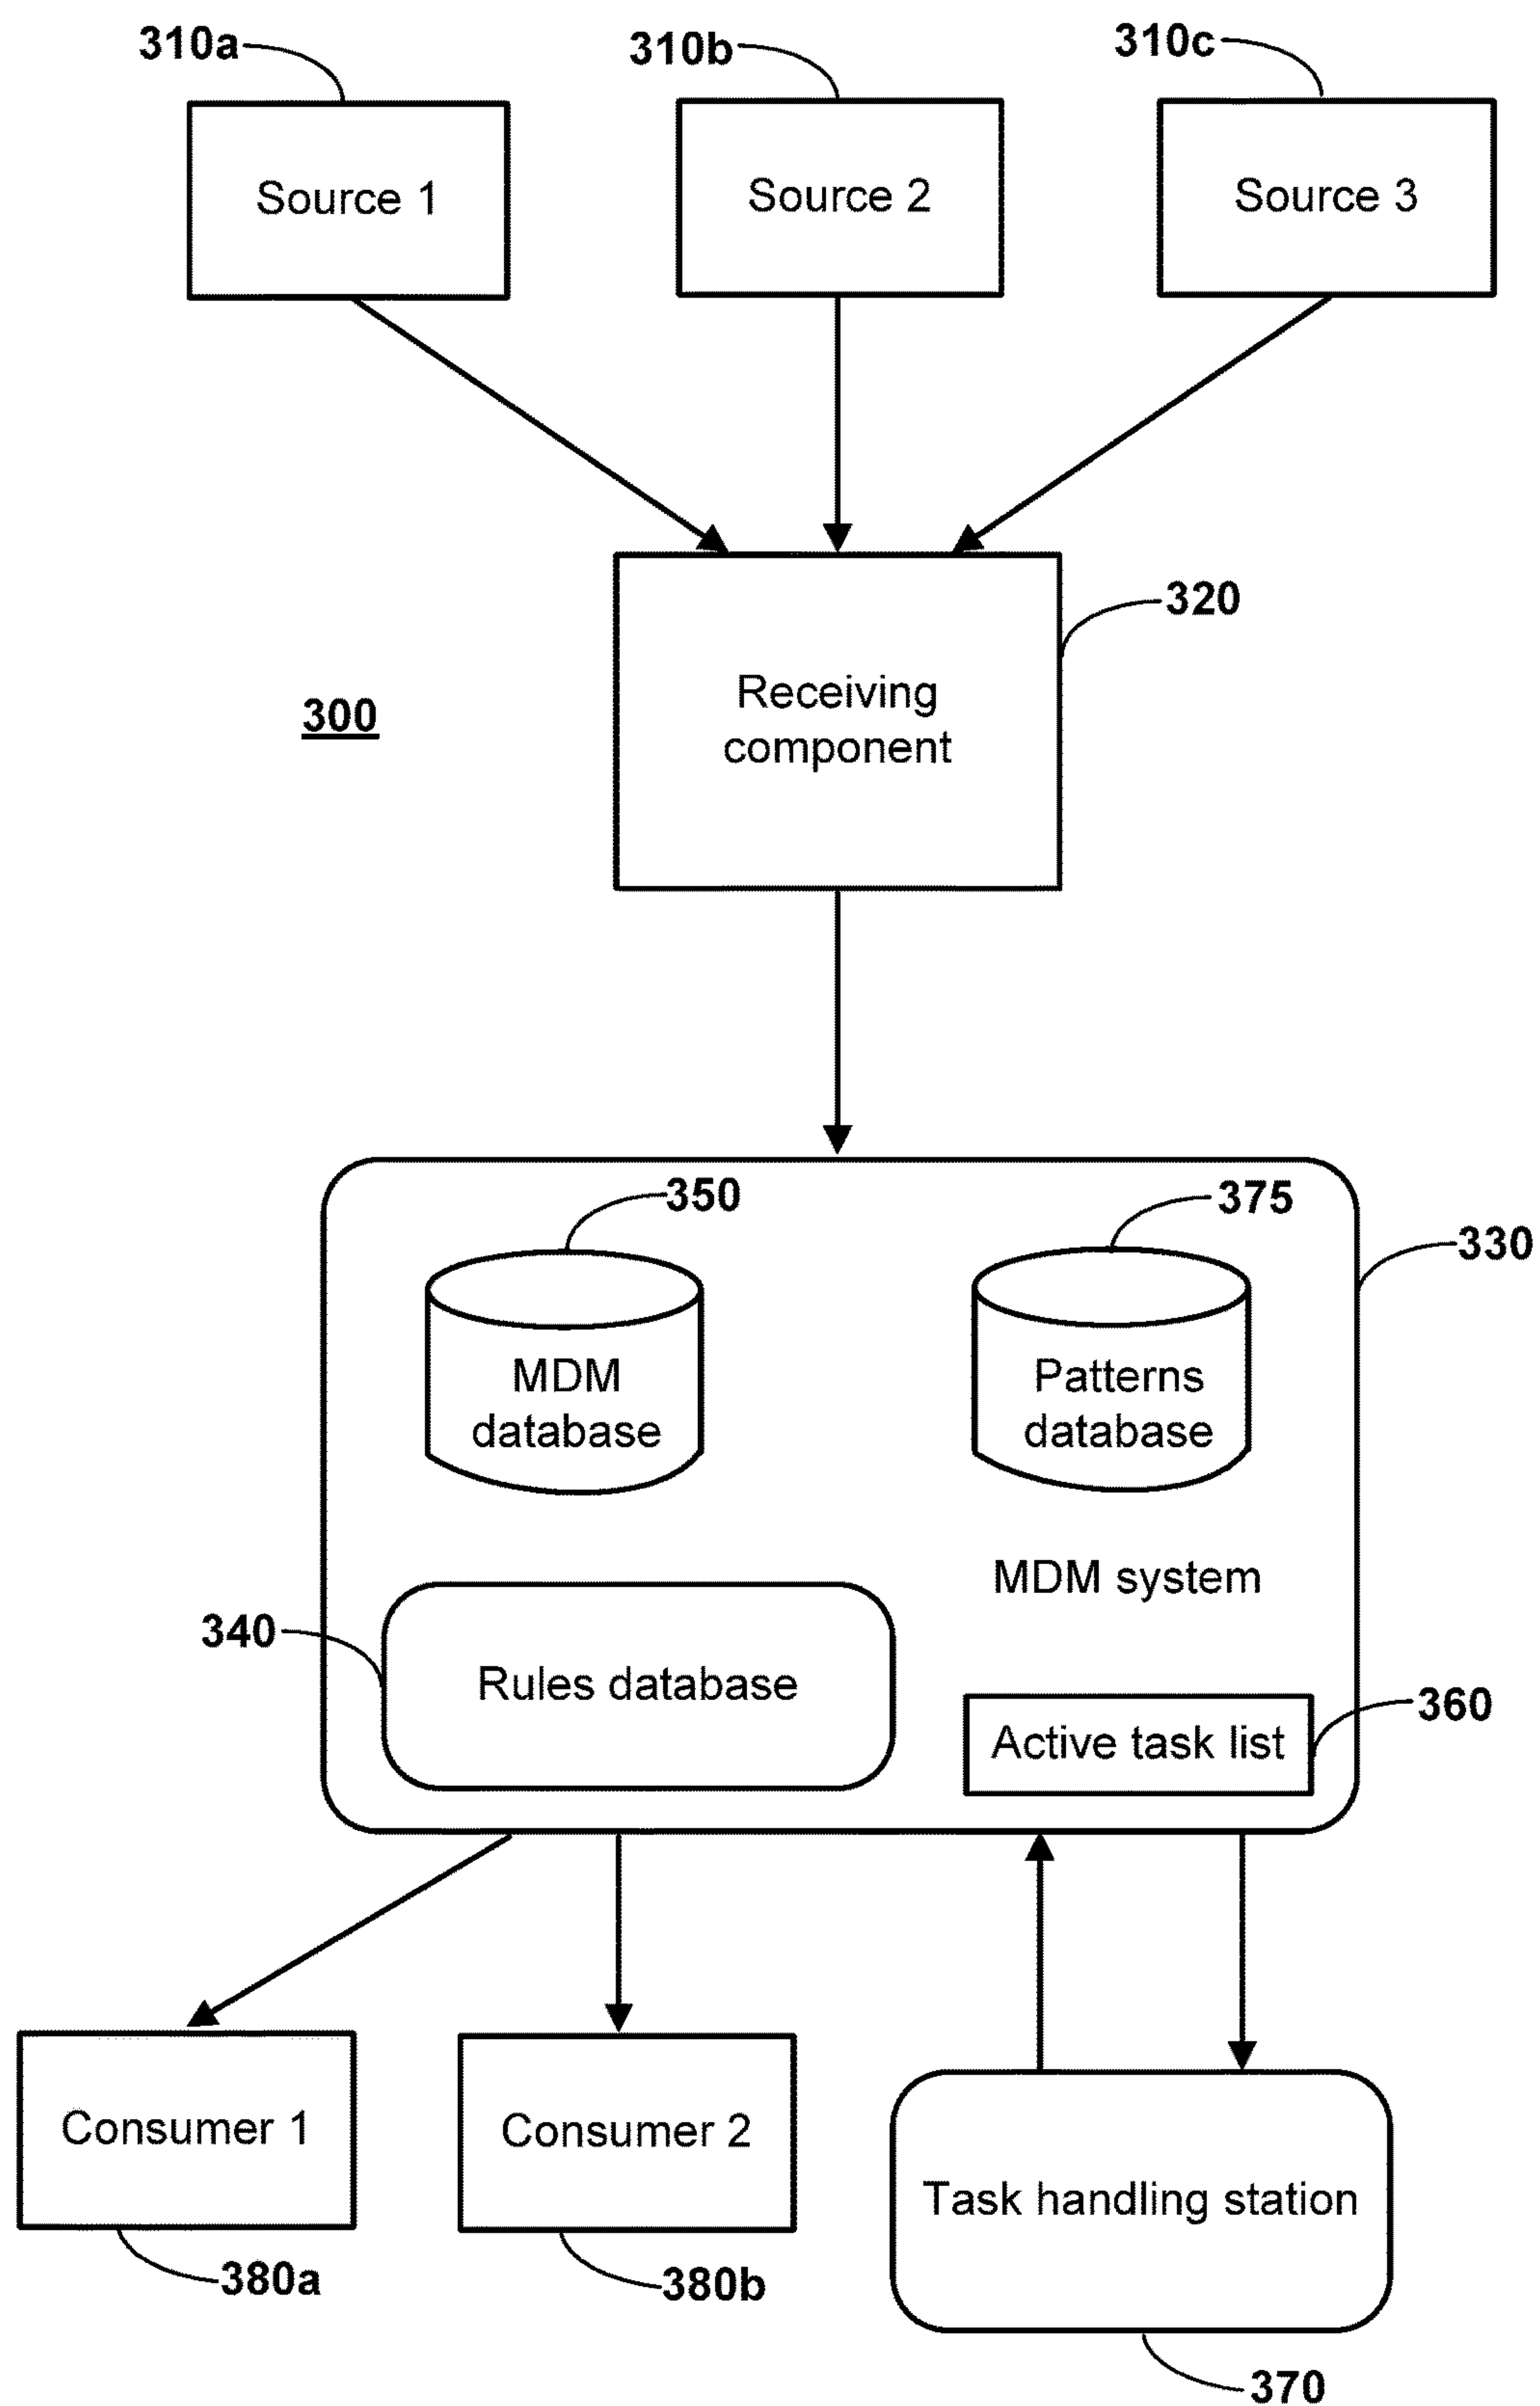 310a
310b
310c
Source 1
Source 2
Source 3
320
Receiving
component
300
350
375
330
MDM
database
Patterns
database
MDM system
340
Rules database
360
Active task list
Consumer 1
Consumer 2
Task handling station
380a
380b
370